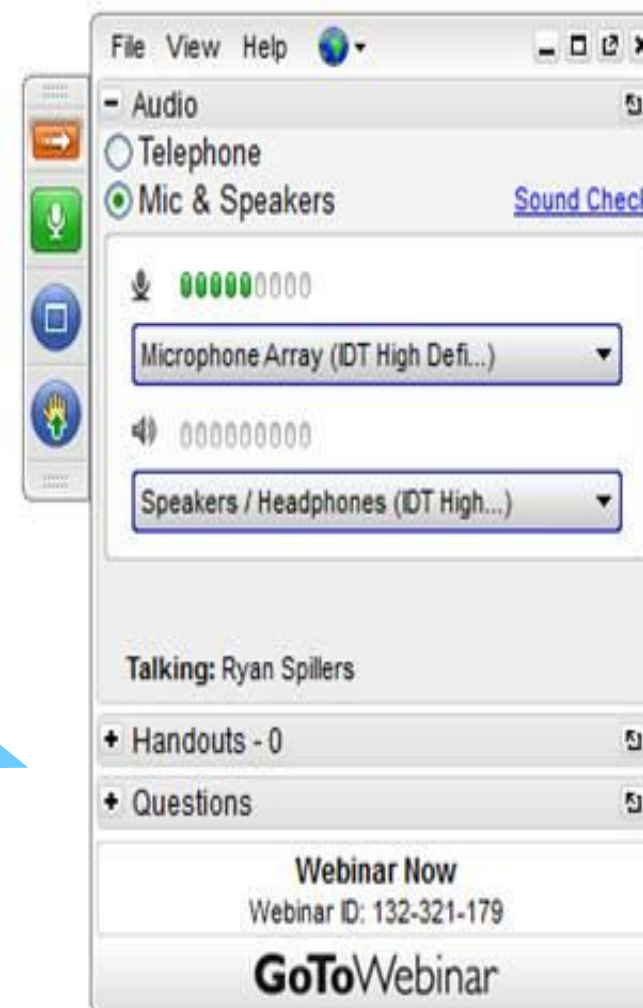 File View Help
- Audio
Telephone
Mic & Speakers Sound Check
Microphone Array (IDT High Defi...)
Speakers / Headphones (IDT High...)
Talking: Ryan Spillers
+ Handouts - 0
+ Questions
Webinar Now
Webinar ID: 132-321-179
GoToWebinar